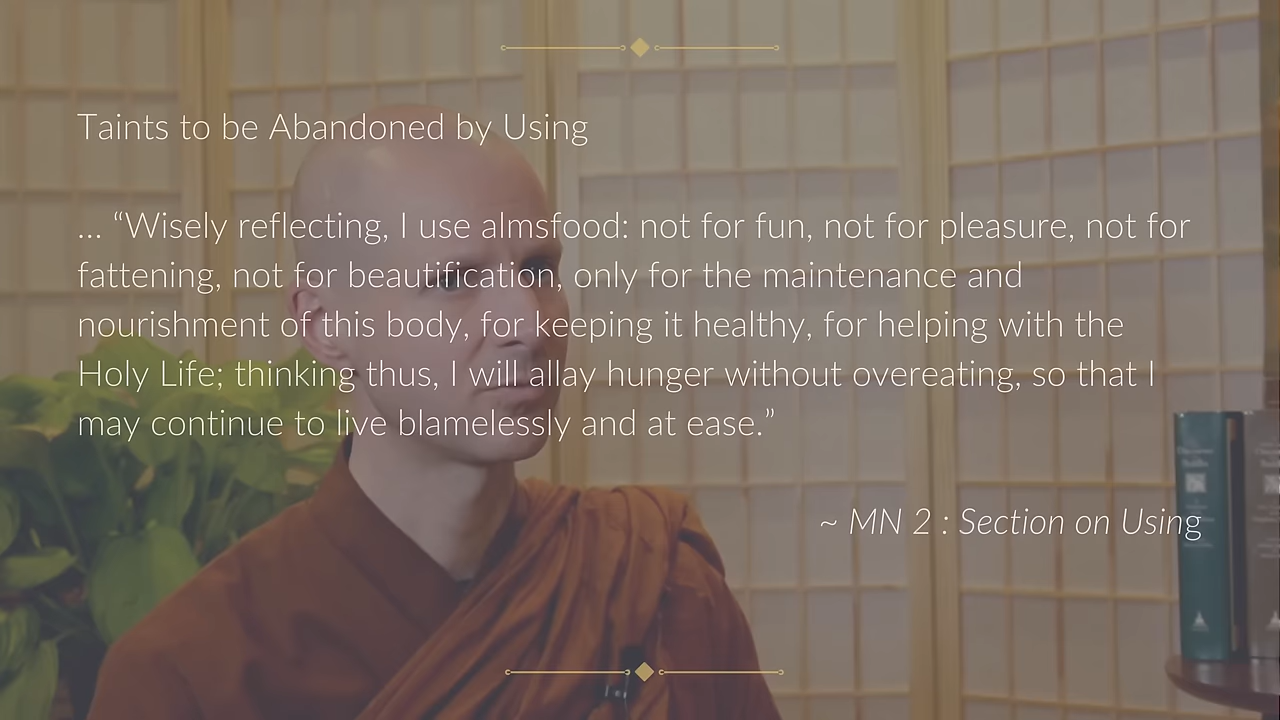 Taints to be Abandoned by Using
... “Wisely reflecting, I use almsfood: not for fun, not for pleasure, not for
fattening, not for beautification, only for the maintenance and
nourishment of this body, for keeping it healthy, for helping with the
Holy Life; thinking thus, I will allay hunger without overeating, so that I
may continue to live blamelessly and at ease.”
~ MN 2 : Section on Using